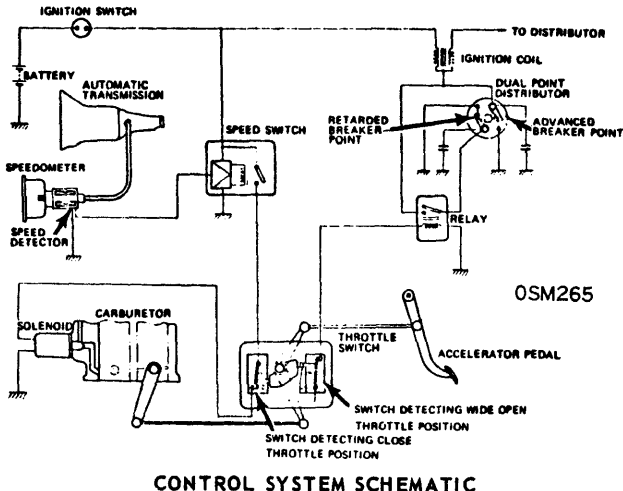 IGNITION SWITCH
TO DISTRIBUTOR
IGNITION COIL
BATTERY
AUTOMATIC
TRANSMISSION
DUAL POINT
DISTRIBUTOR
RETARDED
BREAKER
POINT
ADVANCED
BREAKER POINT
SPEED SWITCH
SPEEDOMETER
SPEED
DETECTOR
RELAY
OSM265
CARBURETOR
SOLENOID
THROTTLE
SWITCH
ACCELERATOR PEDAL
SWITCH DETECTING WIDE OPEN
THROTTLE POSITION
SWITCH DETECTING CLOSE
THROTTLE POSITION
CONTROL SYSTEM SCHEMATIC